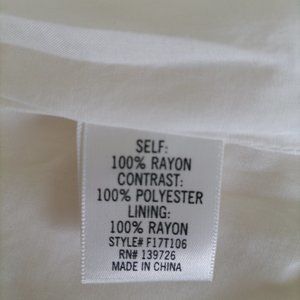 SELF:
100% RAYON
CONTRAST:
100% POLYESTER
LINING:
100% RAYON
STYLE# F17T106
RN# 139726
MADE IN CHINA